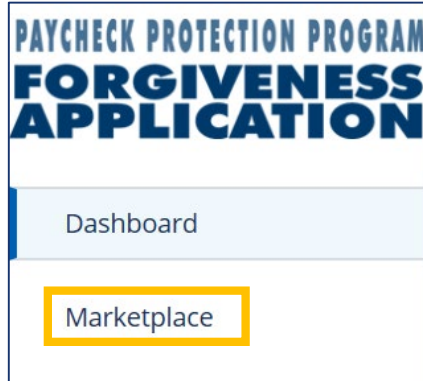 PAYCHECK PROTECTION PROGRAM
FORGIVENESS
APPLICATION
Dashboard
Marketplace